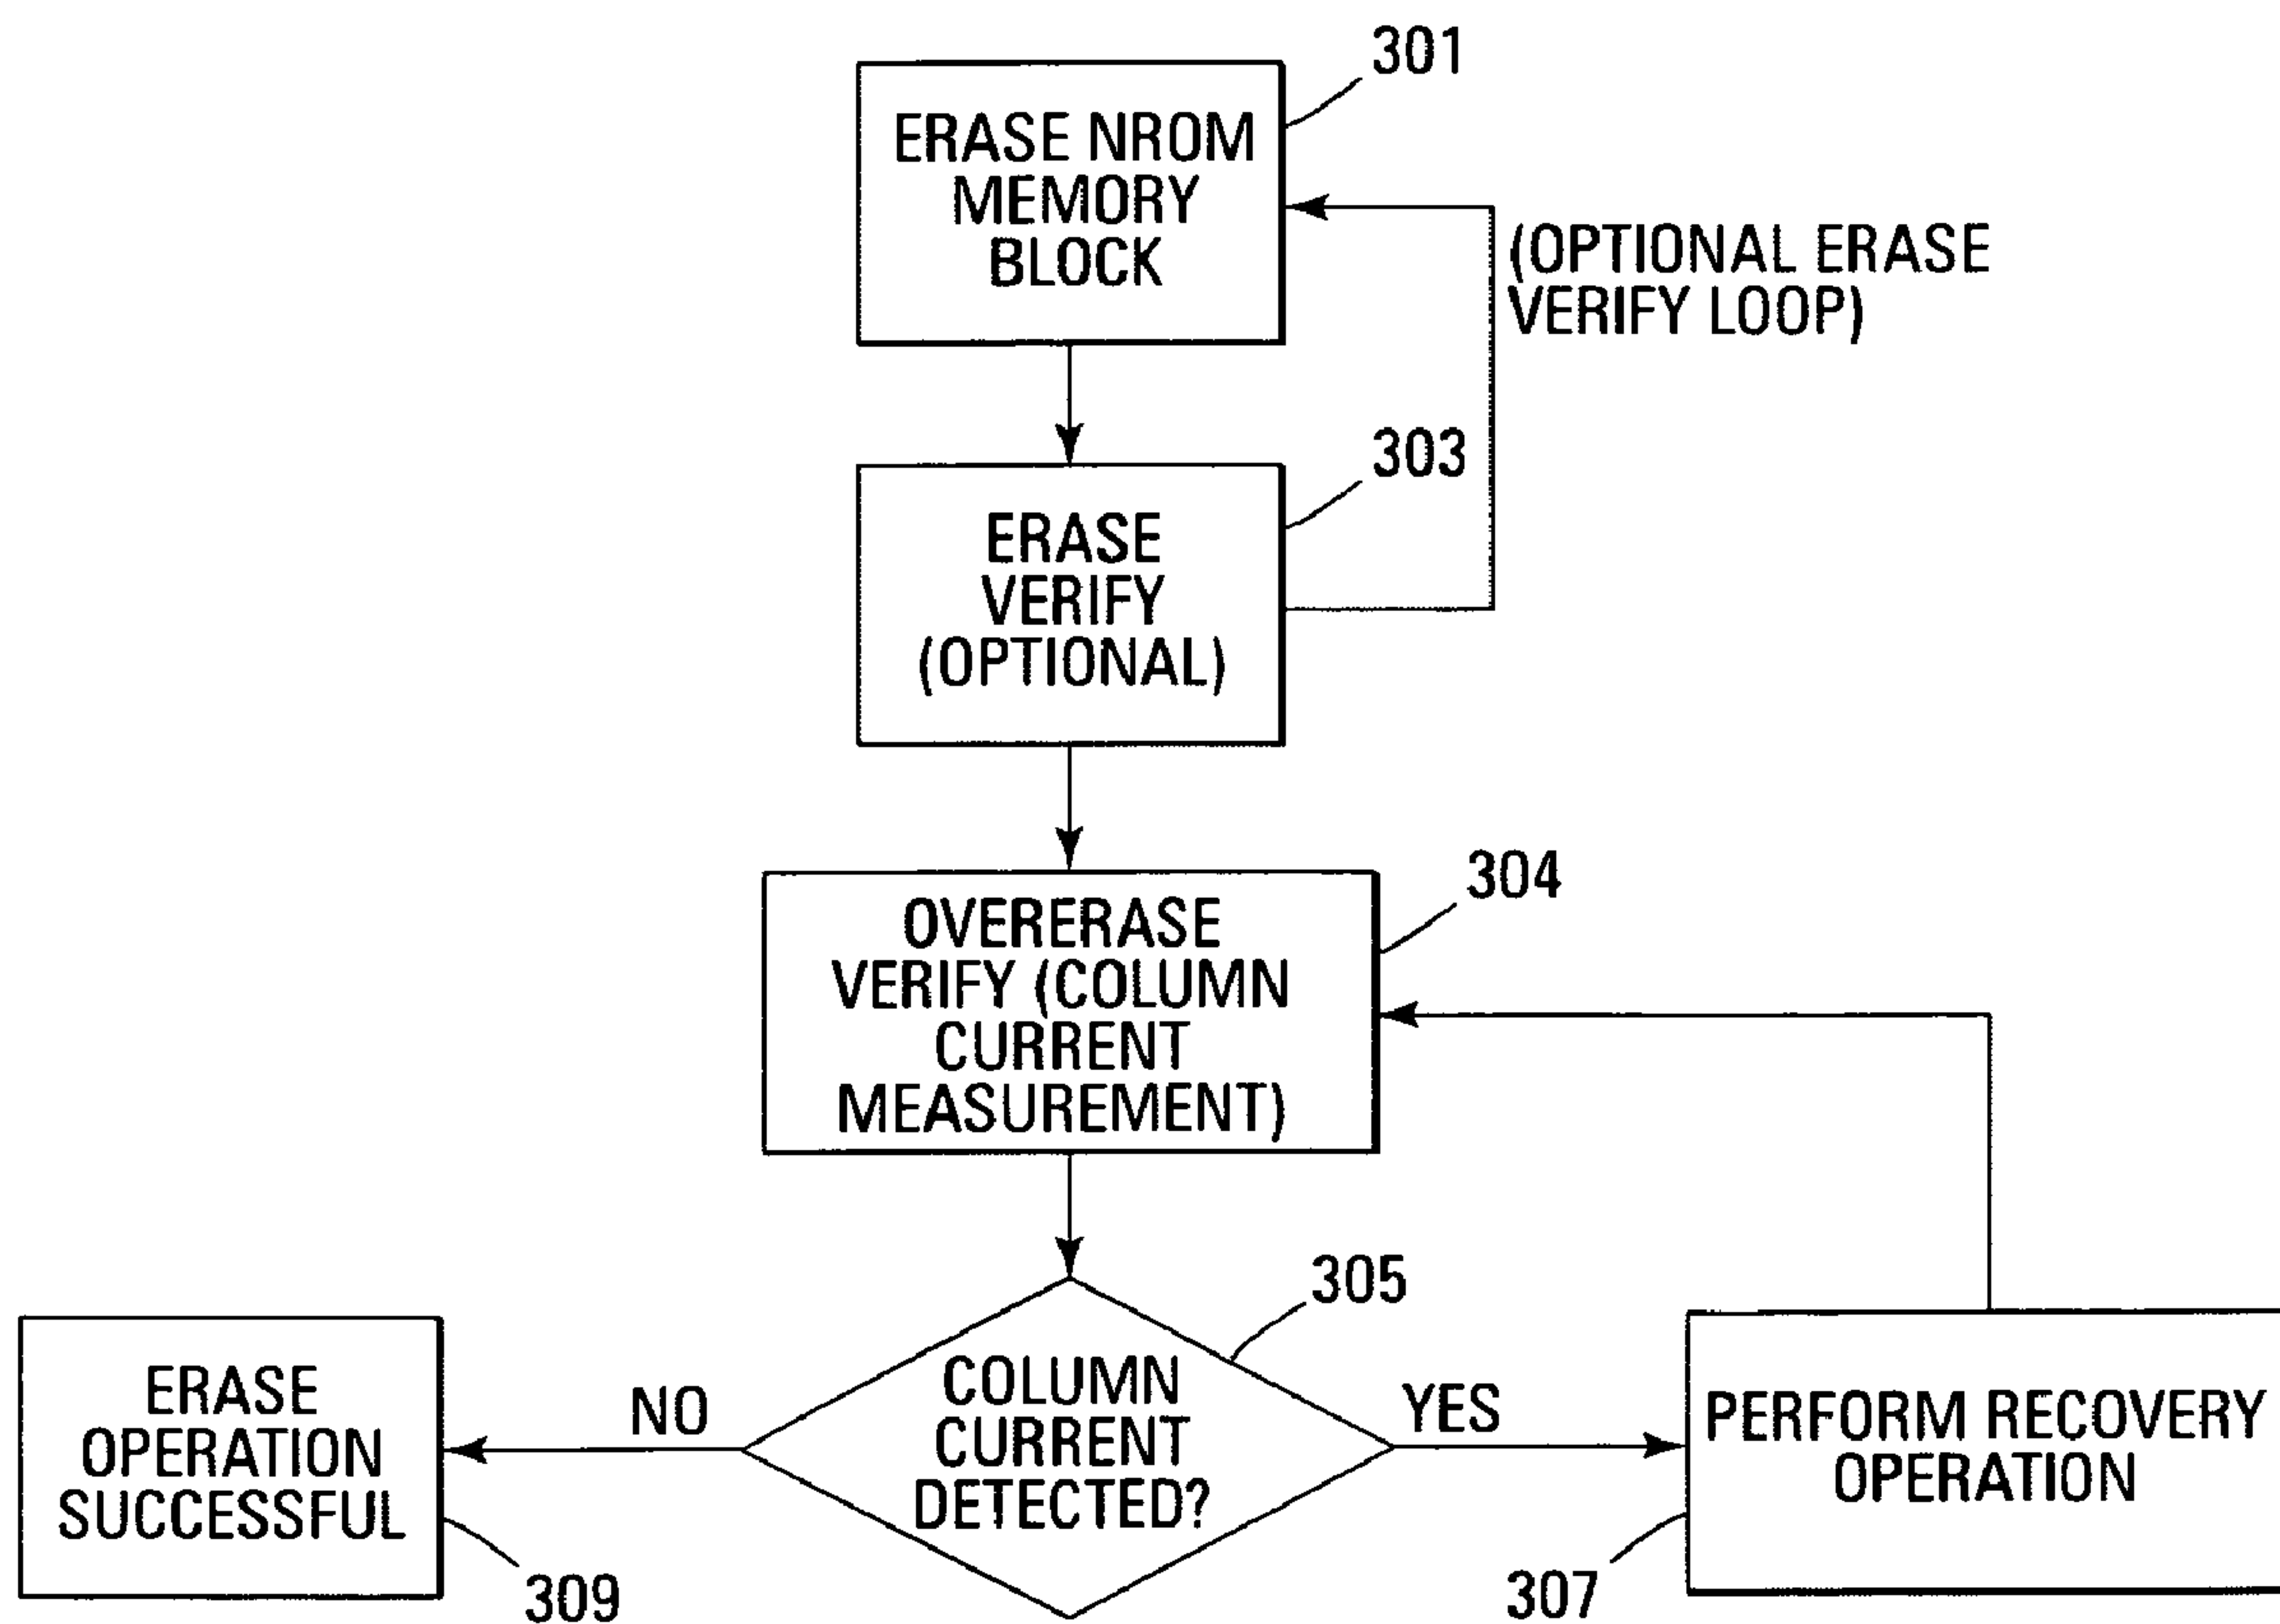 301
ERASE NROM
MEMORY
BLOCK
(OPTIONAL ERASE
VERIFY LOOP)
303
ERASE
VERIFY
(OPTIONAL)
304
OVERERASE
VERIFY (COLUMN
CURRENT
MEASUREMENT)
305
COLUMN
CURRENT
DETECTED?
NO
YES
ERASE
OPERATION
SUCCESSFUL
309
PERFORM RECOVERY
OPERATION
307